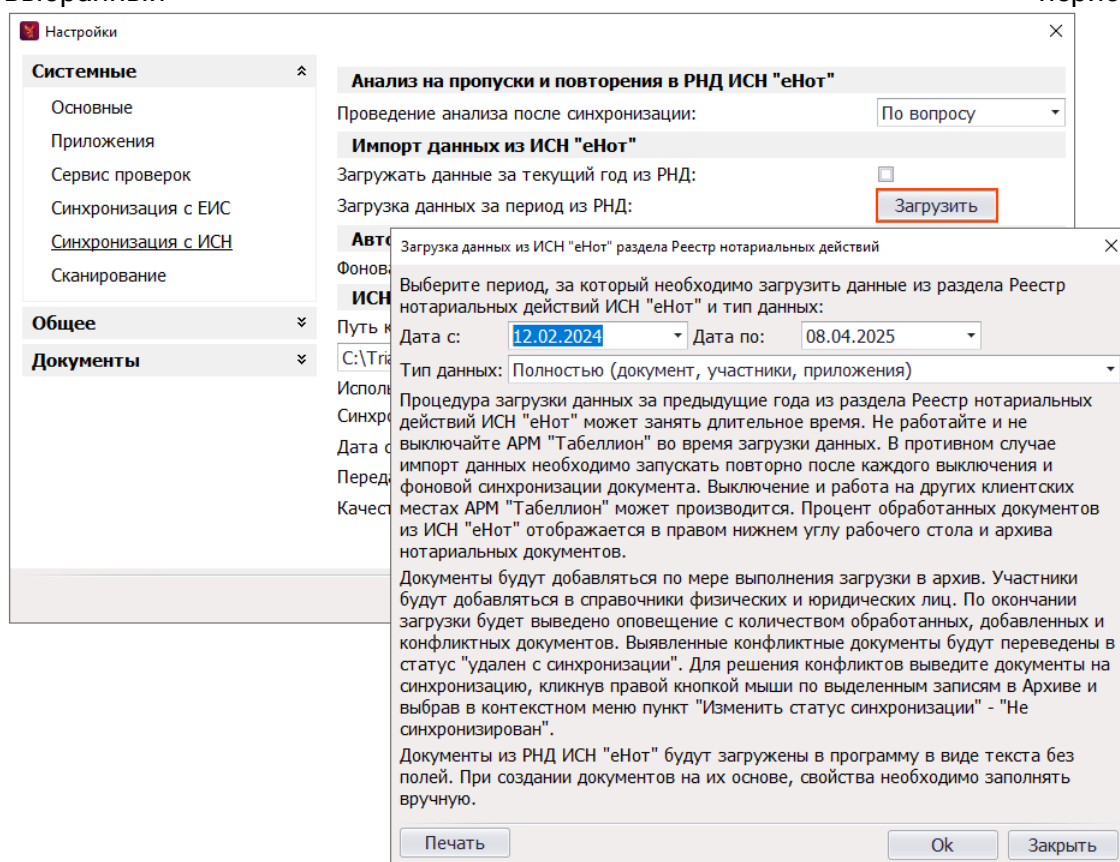 Настройки
Системные
Основные
Приложения
Сервис проверок
Синхронизация с ЕИС
Синхронизация с ИСН
Сканирование
Общее
Документы
Анализ на пропуски и повторения в РНД ИСН "еНот"
Проведение анализа после синхронизации: По вопросу
Импорт данных из ИСН "еНот"
Загружать данные за текущий год из РНД:
Загрузка данных за период из РНД: Загрузить
Путь к
Дата с
Загрузка данных из ИСН "еНот" раздела Реестр нотариальных действий
Выберите период, за который необходимо загрузить данные из раздела Реестр
нотариальных действий ИСН "еНот" и тип данных:
Дата с: 12.02.2024 Дата по: 08.04.2025
Тип данных: Полностью (документ, участники, приложения)
Процедура загрузки данных за предыдущие года из раздела Реестр нотариальных
действий ИСН "еНот" может занять длительное время. Не работайте и не
выключайте АРМ "Табеллион" во время загрузки данных. В противном случае
импорт данных необходимо запускать повторно после каждого выключения и
фоновой синхронизации документа. Выключение и работа на других клиентских
местах АРМ "Табеллион" может производится. Процент обработанных документов
из ИСН "еНот" отображается в правом нижнем углу рабочего стола и архива
нотариальных документов.
Документы будут добавляться по мере выполнения загрузки в архив. Участники
будут добавляться в справочники физических и юридических лиц. По окончании
загрузки будет выведено оповещение с количеством обработанных, добавленных и
конфликтных документов. Выявленные конфликтные документы будут переведены в
статус "удален с синхронизации". Для решения конфликтов выведите документы на
синхронизацию, кликнув правой кнопкой мыши по выделенным записям в Архиве и
выбрав в контекстном меню пункт "Изменить статус синхронизации" - "Не
синхронизирован".
Документы из РНД ИСН "еНот" будут загружены в программу в виде текста без
полей. При создании документов на их основе, свойства необходимо заполнять
вручную.
Печать Ok Закрыть